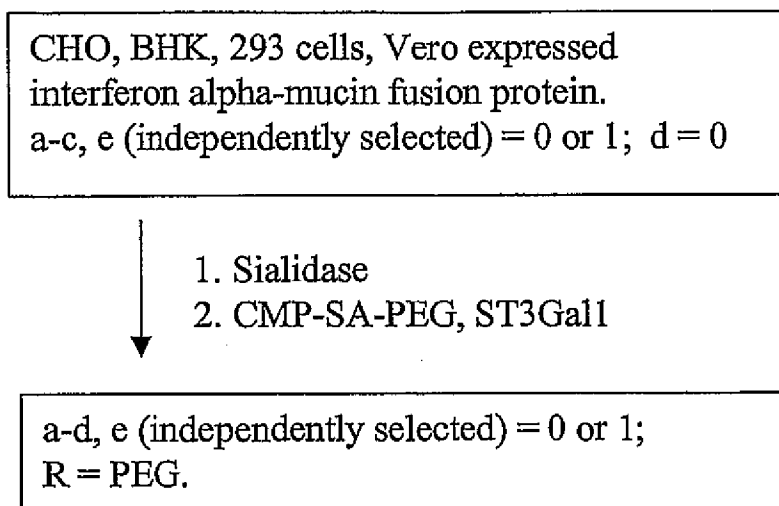 CHO, BHK, 293 cells, Vero expressed
interferon alpha-mucin fusion protein.
a-c, e (independently selected) = 0 or 1; d = 0
1. Sialidase
2. CMP-SA-PEG, ST3Gal1
a-d, e (independently selected) = 0 or 1;
R = PEG.